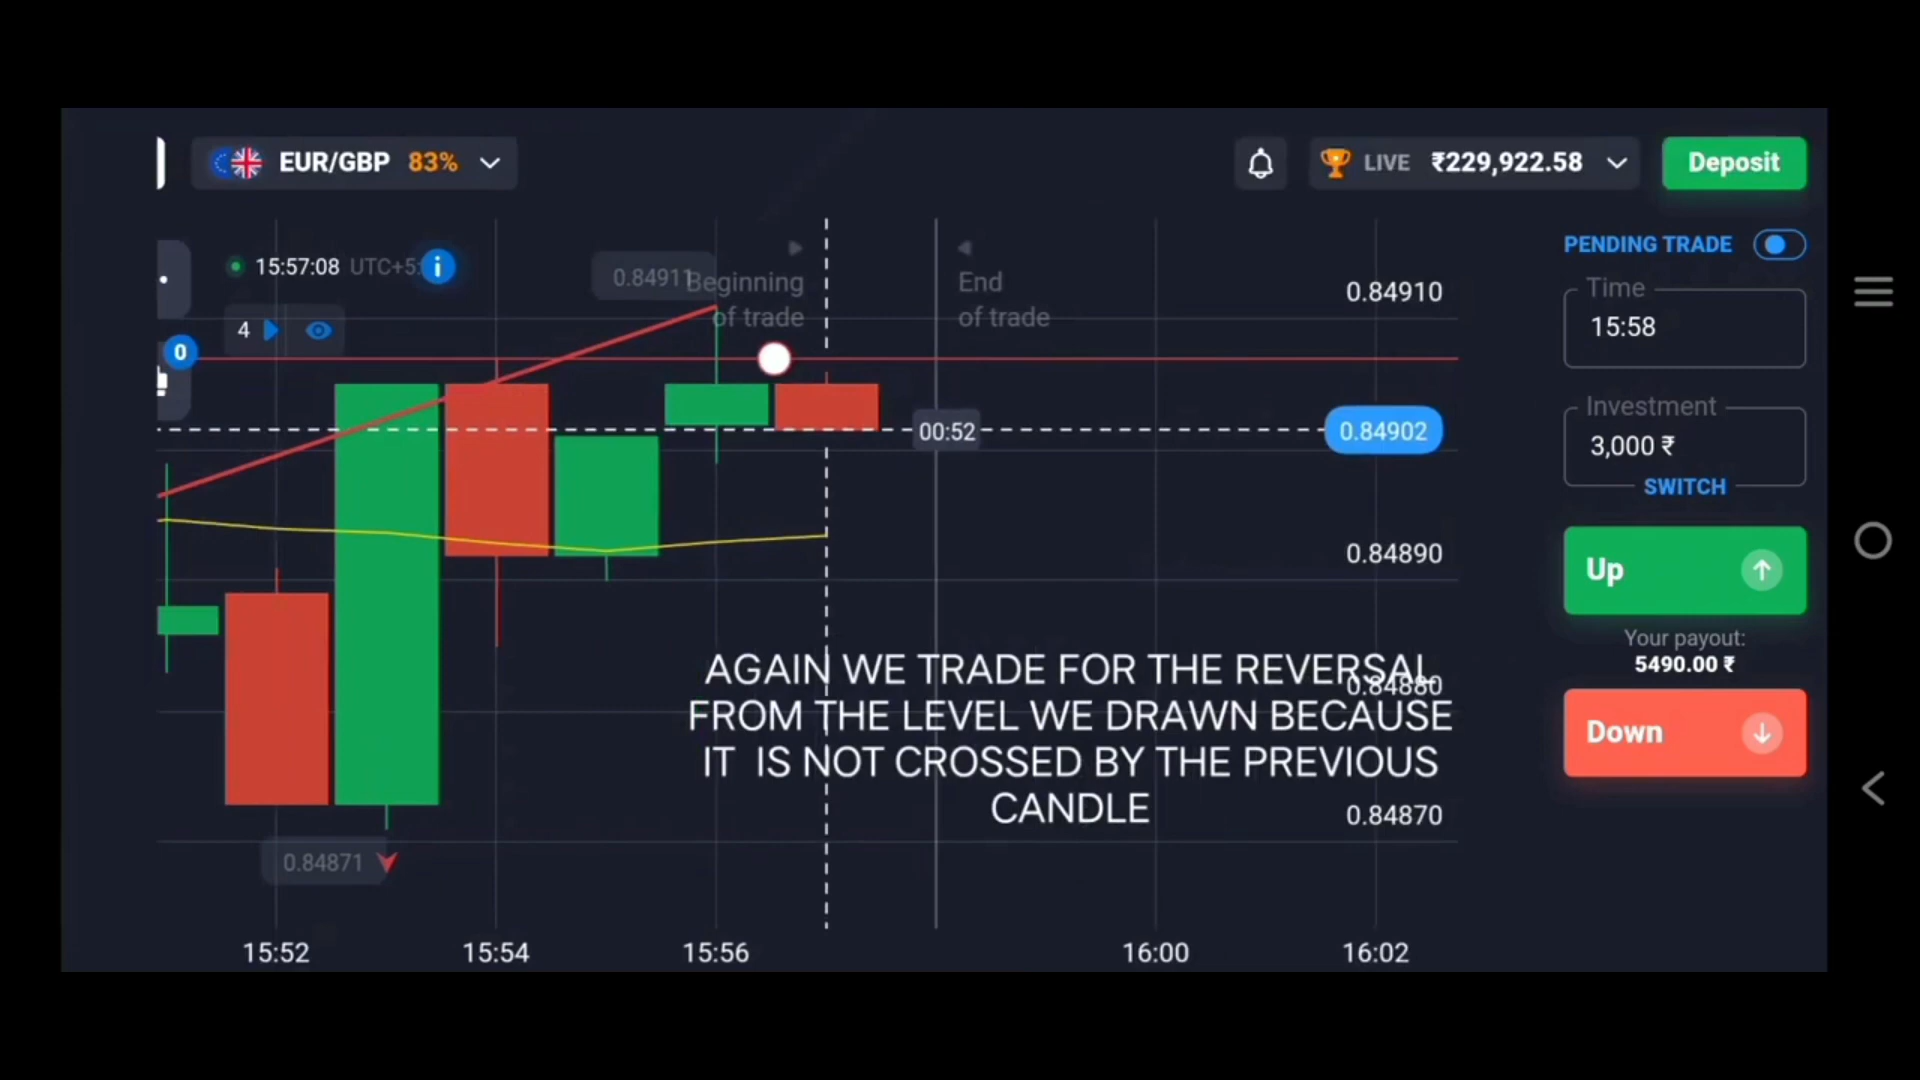 EUR/GBP 83%
LIVE ₹229,922.58
Deposit
15:57:08 UTC+5:
0.84911
Beginning
of trade
End
of trade
0.84910
PENDING TRADE
Time
15:58
4
0
Investment
3,000 ₹
SWITCH
00:52
0.84902
0.84890
Up
Your payout:
5490.00 ₹
Down
0.84880
AGAIN WE TRADE FOR THE REVERSAL
FROM THE LEVEL WE DRAWN BECAUSE
IT IS NOT CROSSED BY THE PREVIOUS
CANDLE
0.84870
0.84871
15:52 15:54 15:56 16:00 16:02